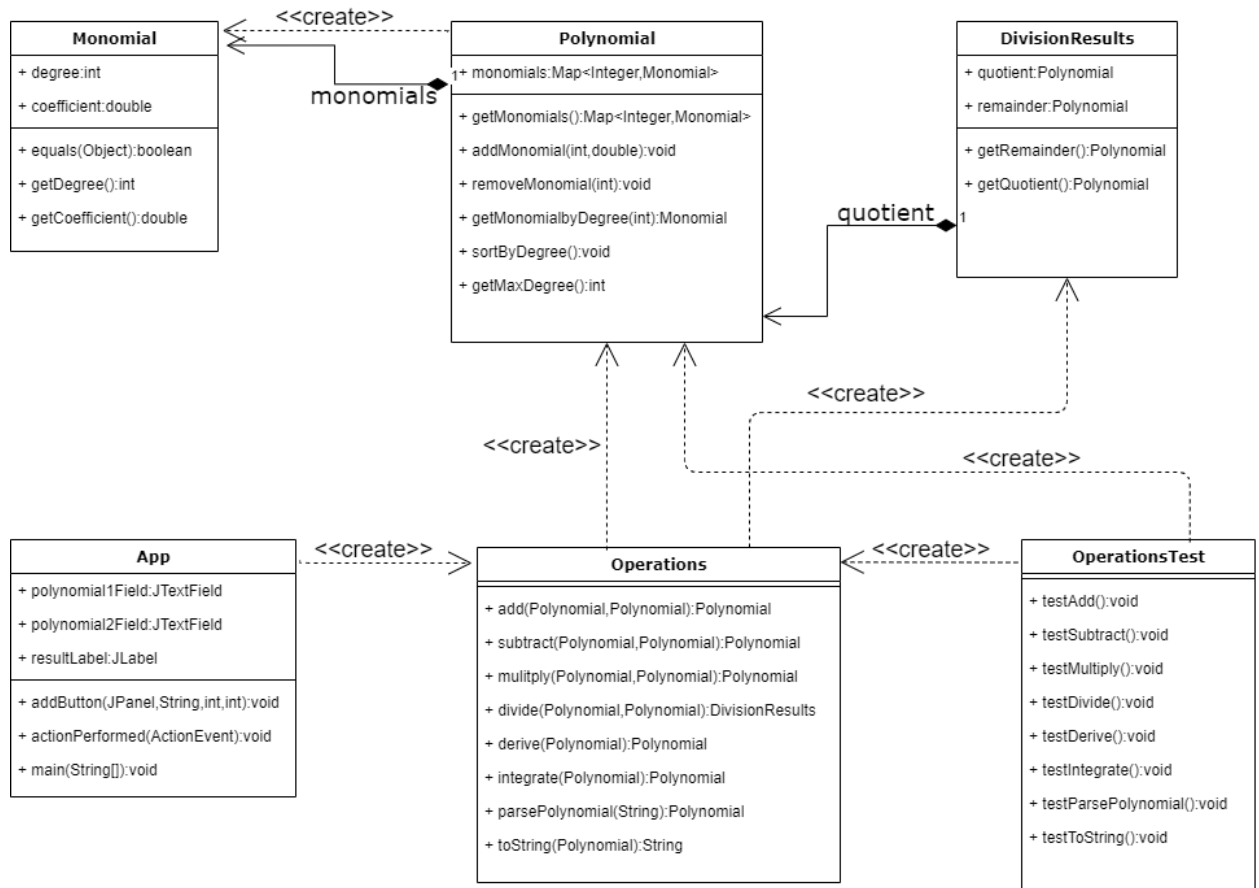 <<create>>
Monomial
+ degree:int
+ coefficient:double
+ equals(Object):boolean
+ getDegree():int
+ getCoefficient():double
monomials
1
Polynomial
+ monomials:Map<Integer,Monomial>
+ getMonomials():Map<Integer,Monomial>
+ addMonomial(int,double):void
+ removeMonomial(int):void
+ getMonomialbyDegree(int):Monomial
+ sortByDegree():void
+ getMaxDegree():int
DivisionResults
+ quotient:Polynomial
+ remainder:Polynomial
+ getRemainder():Polynomial
+ getQuotient():Polynomial
quotient
1
<<create>>
<<create>>
<<create>>
App
+ polynomial1Field:JTextField
+ polynomial2Field:JTextField
+ resultLabel:JLabel
+ addButton(JPanel,String,int,int):void
+ actionPerformed(ActionEvent):void
+ main(String[]):void
<<create>>
Operations
+ add(Polynomial,Polynomial):Polynomial
+ subtract(Polynomial,Polynomial):Polynomial
+ mulitply(Polynomial,Polynomial):Polynomial
+ divide(Polynomial,Polynomial):DivisionResults
+ derive(Polynomial):Polynomial
+ integrate(Polynomial):Polynomial
+ parsePolynomial(String):Polynomial
+ toString(Polynomial):String
<<create>>
OperationsTest
+ testAdd():void
+ testSubtract():void
+ testMultiply():void
+ testDivide():void
+ testDerive():void
+ testIntegrate():void
+ testParsePolynomial():void
+ testToString():void